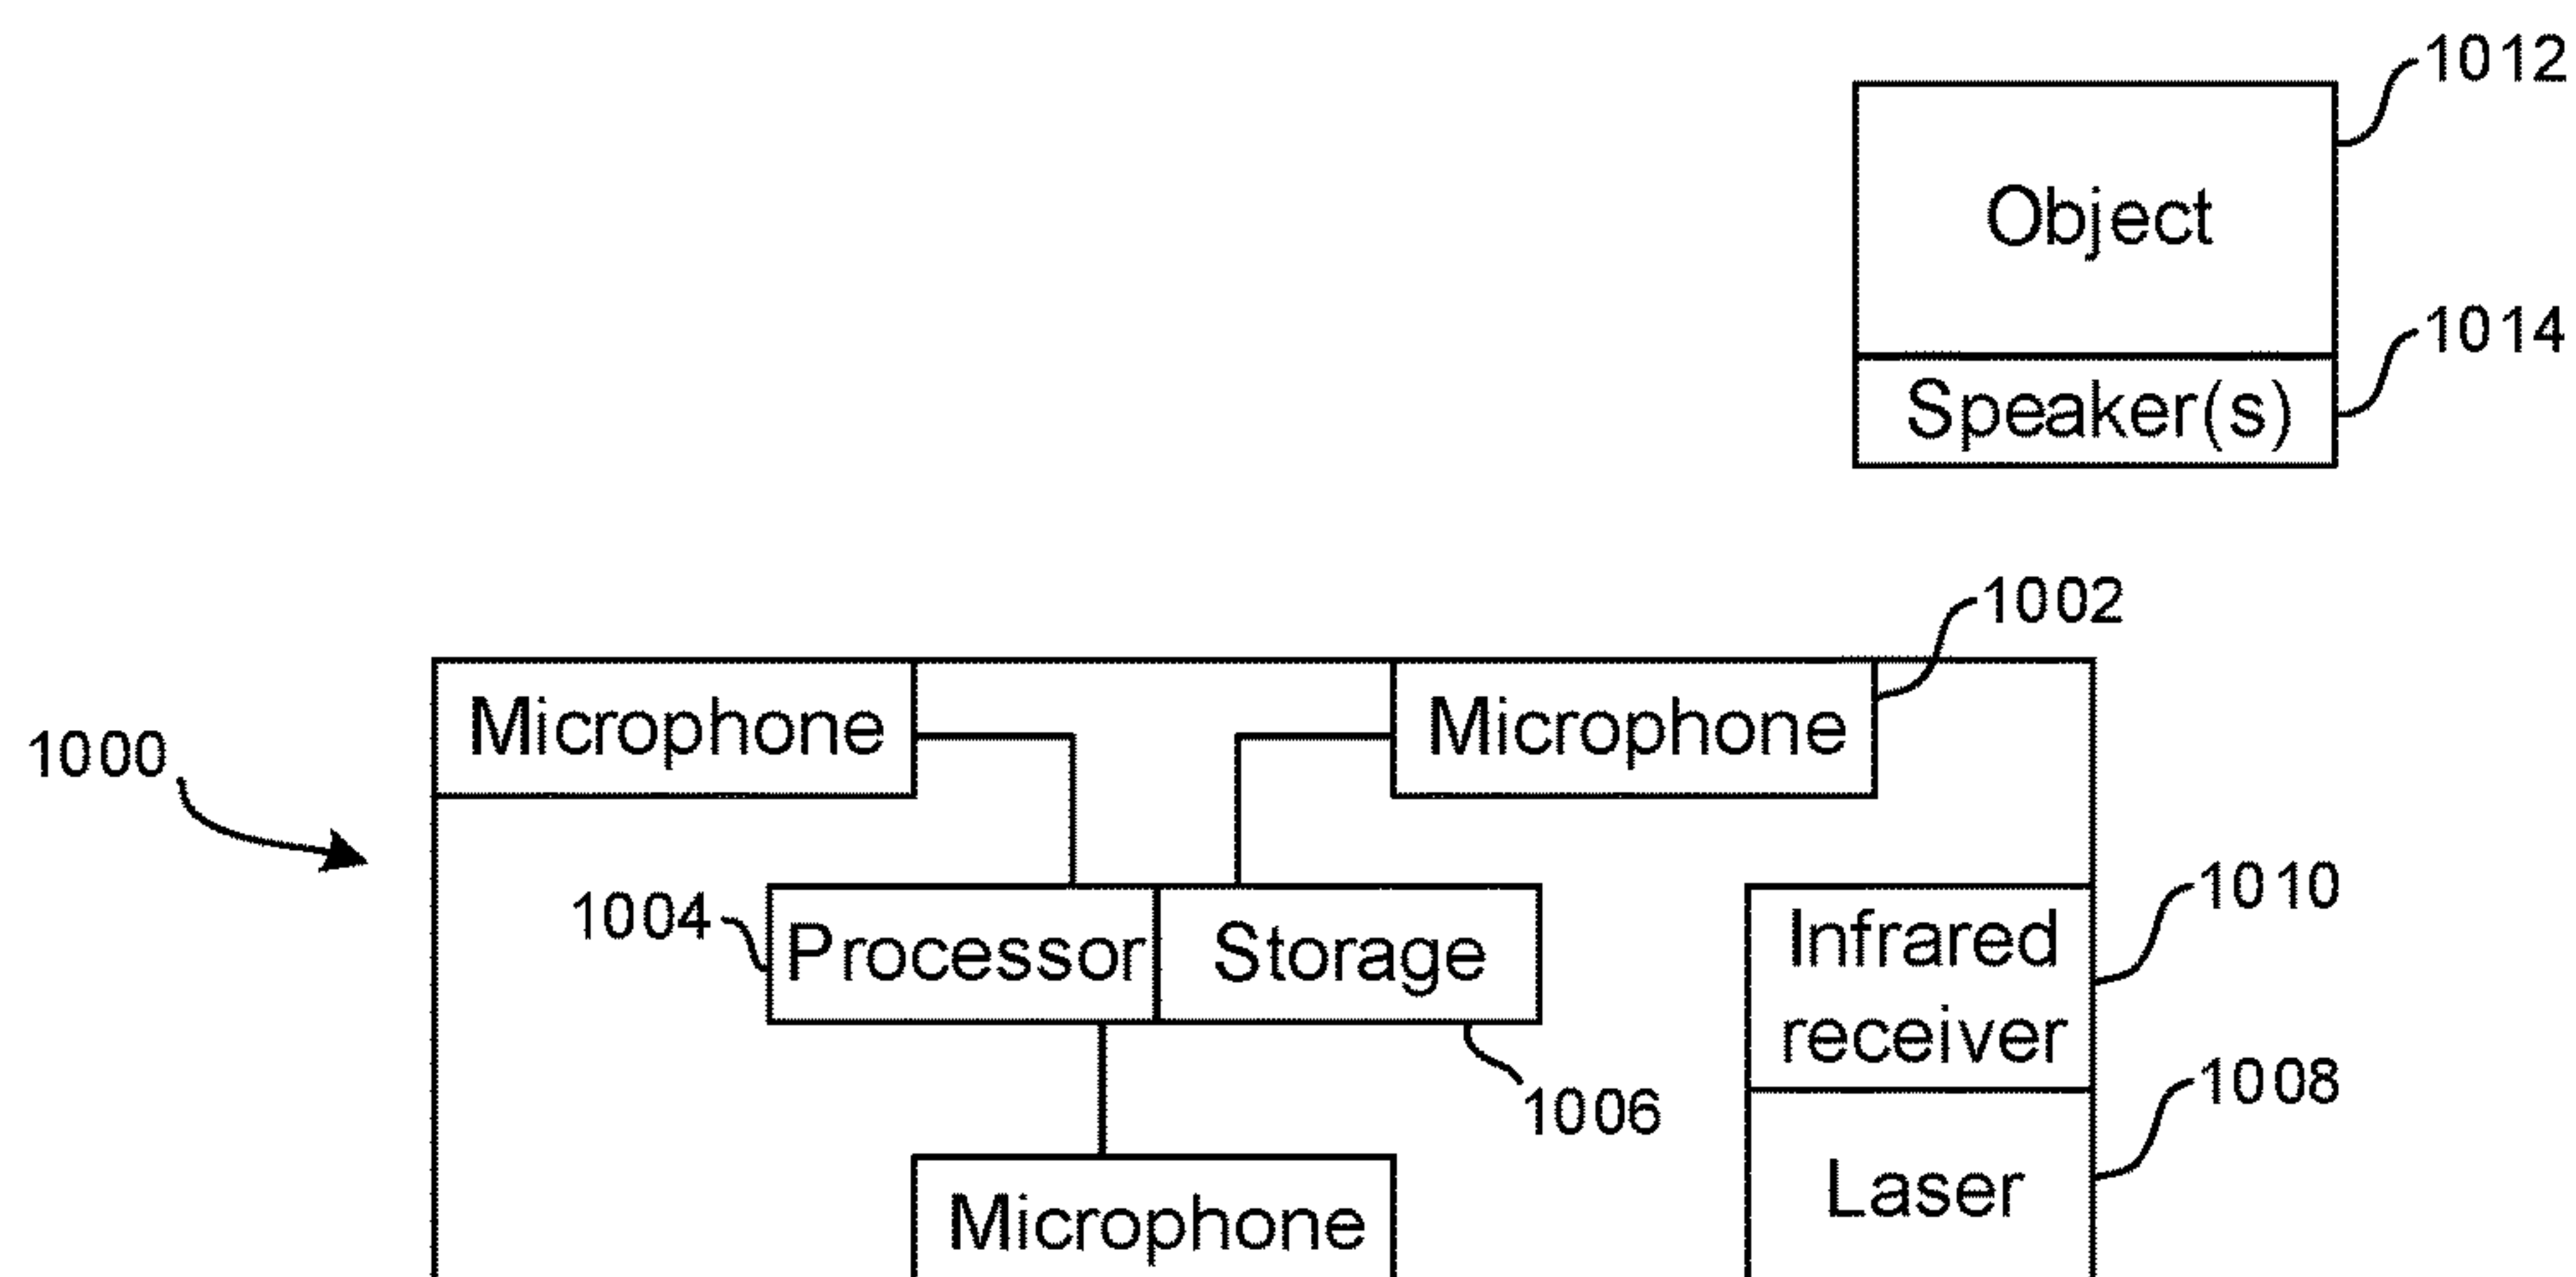 1012
Object
1014
Speaker(s)
1002
Microphone
Microphone
1000
1010
1004
Processor
Storage
Infrared
receiver
1008
1006
Laser
Microphone